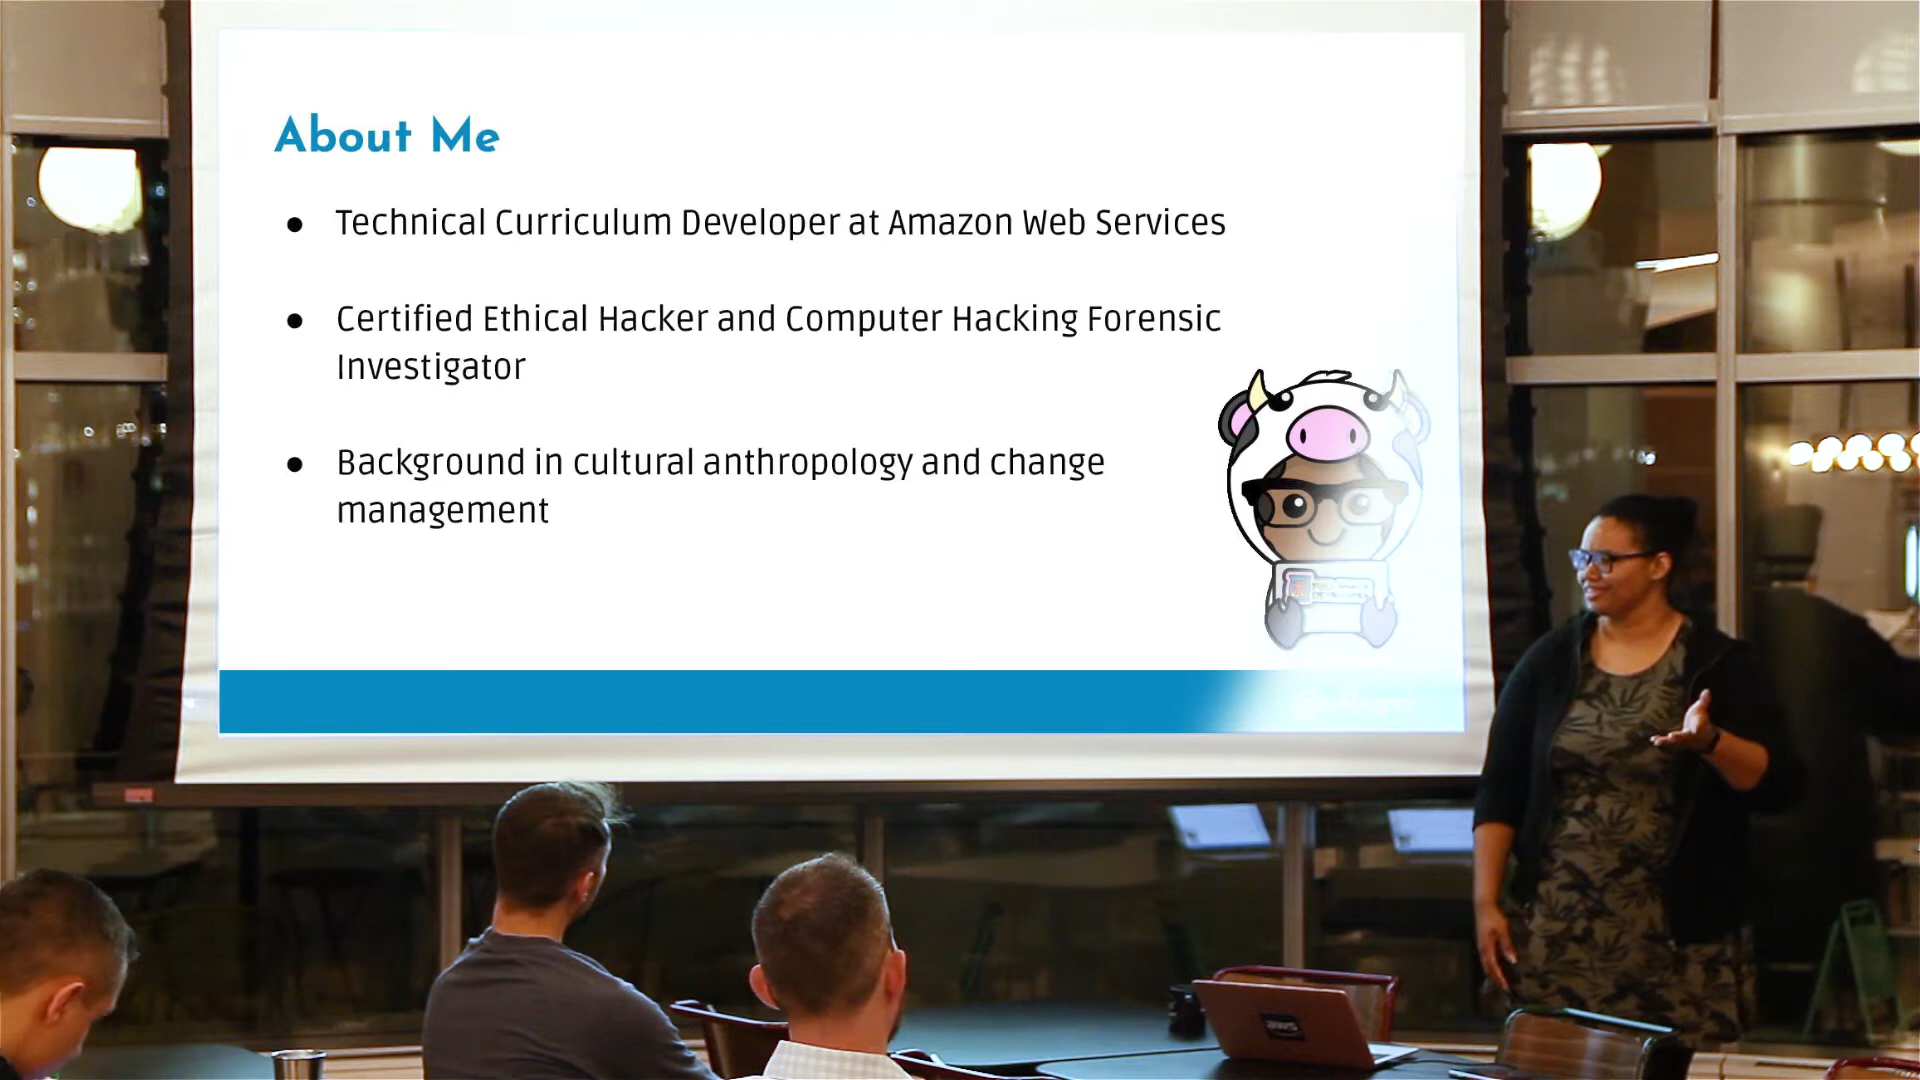 About Me
● Technical Curriculum Developer at Amazon Web Services
● Certified Ethical Hacker and Computer Hacking Forensic
Investigator
● Background in cultural anthropology and change
management
aws